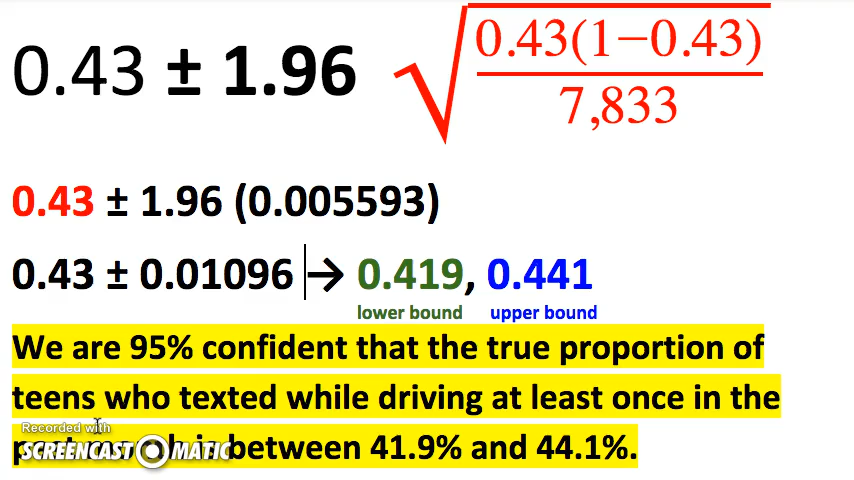 0.43 ± 1.96 √ 0.43(1−0.43)
7,833
0.43 ± 1.96 (0.005593)
0.43 ± 0.01096 → 0.419, 0.441
lower bound upper bound
We are 95% confident that the true proportion of
teens who texted while driving at least once in the
Recorded with
between 41.9% and 44.1%.
SCREENCAST MATIC